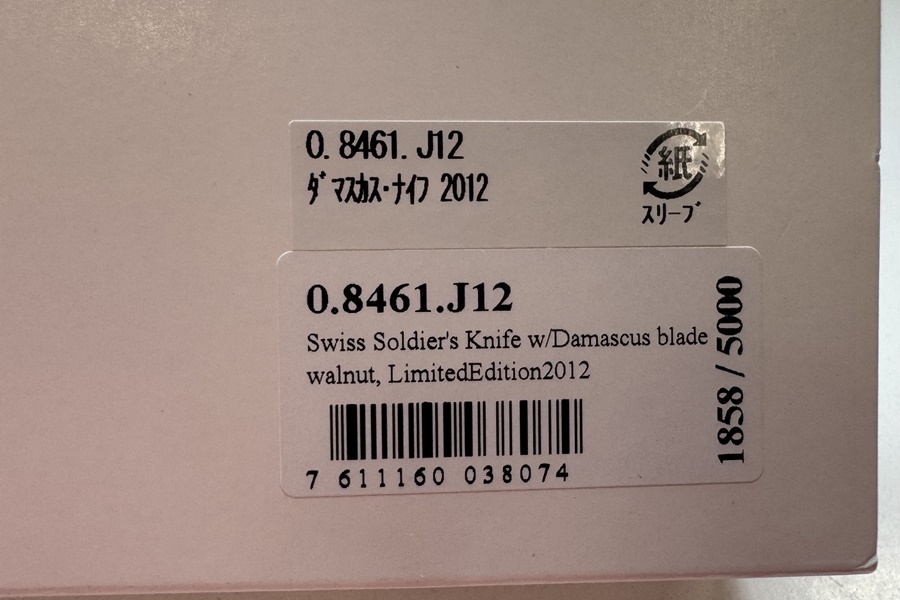 0. 8461. J12
ﾀﾞﾏｽｶｽ･ﾅｲﾌ 2012
紙
ｽﾘｰﾌﾞ
0.8461.J12
Swiss Soldier's Knife w/Damascus blade
walnut, LimitedEdition2012
7 611160 038074
1858 / 5000